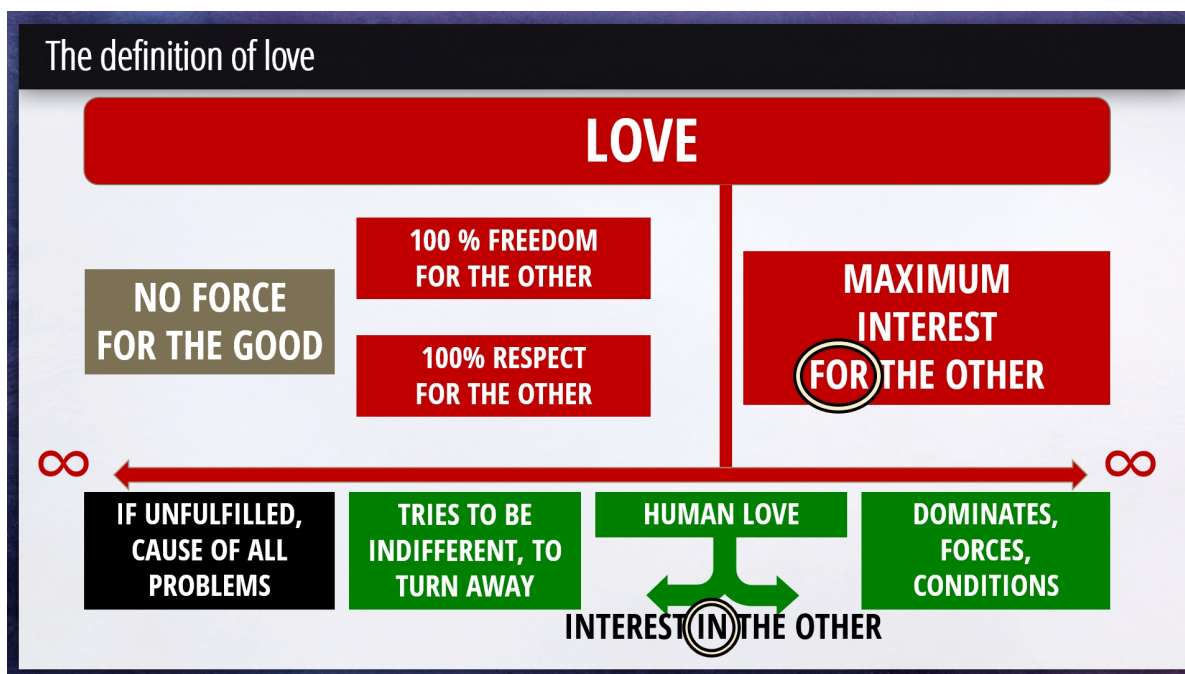 The definition of love
LOVE
100 % FREEDOM
FOR THE OTHER
NO FORCE
FOR THE GOOD
100% RESPECT
FOR THE OTHER
MAXIMUM
INTEREST
FOR THE OTHER
∞
∞
IF UNFULFILLED,
CAUSE OF ALL
PROBLEMS
TRIES TO BE
INDIFFERENT, TO
TURN AWAY
HUMAN LOVE
INTEREST IN THE OTHER
DOMINATES,
FORCES,
CONDITIONS